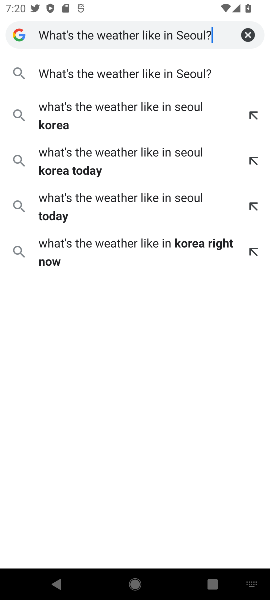 7:20
What's the weather like in Seoul?
What's the weather like in Seoul?
what's the weather like in seoul
korea
what's the weather like in seoul
korea today
what's the weather like in seoul
today
what's the weather like in korea right
now